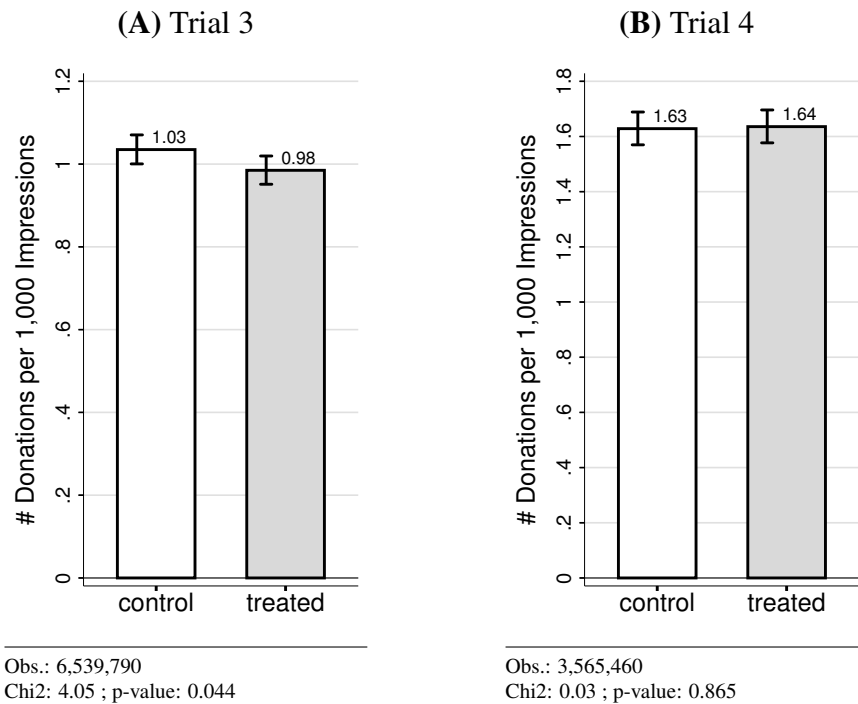 (A) Trial 3
# Donations per 1,000 Impressions
1.2
1
.8
.6
.4
.2
0
1.03
0.98
control treated
Obs.: 6,539,790
Chi2: 4.05 ; p-value: 0.044
(B) Trial 4
# Donations per 1,000 Impressions
1.8
1.6
1.4
1.2
1
.8
.6
.4
.2
0
1.63
1.64
control treated
Obs.: 3,565,460
Chi2: 0.03 ; p-value: 0.865